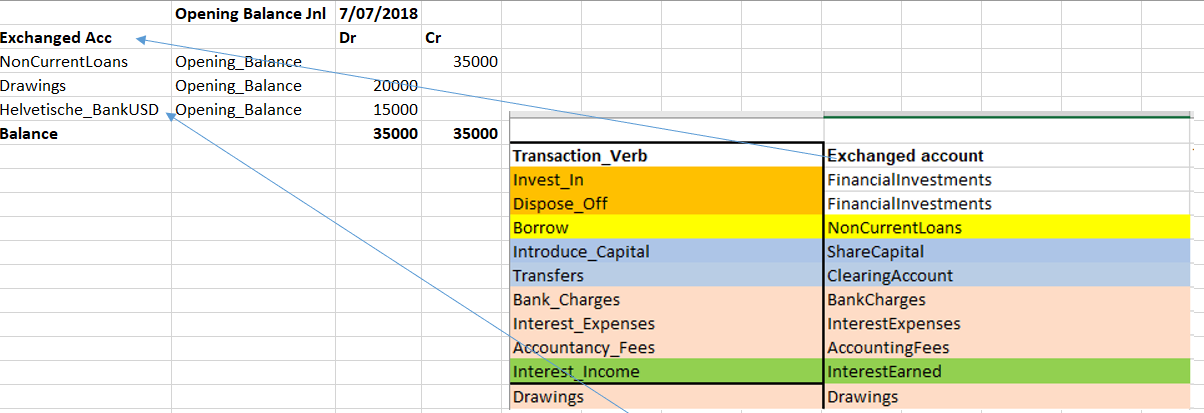 Opening Balance Jnl 7/07/2018
Exchanged Acc Dr Cr
NonCurrentLoans Opening_Balance 35000
Drawings Opening_Balance 20000
Helvetische_BankUSD Opening_Balance 15000
Balance 35000 35000
Transaction_Verb Exchanged account
Invest_In FinancialInvestments
Dispose_Off FinancialInvestments
Borrow NonCurrentLoans
Introduce_Capital ShareCapital
Transfers ClearingAccount
Bank_Charges BankCharges
Interest_Expenses InterestExpenses
Accountancy_Fees AccountingFees
Interest_Income InterestEarned
Drawings Drawings